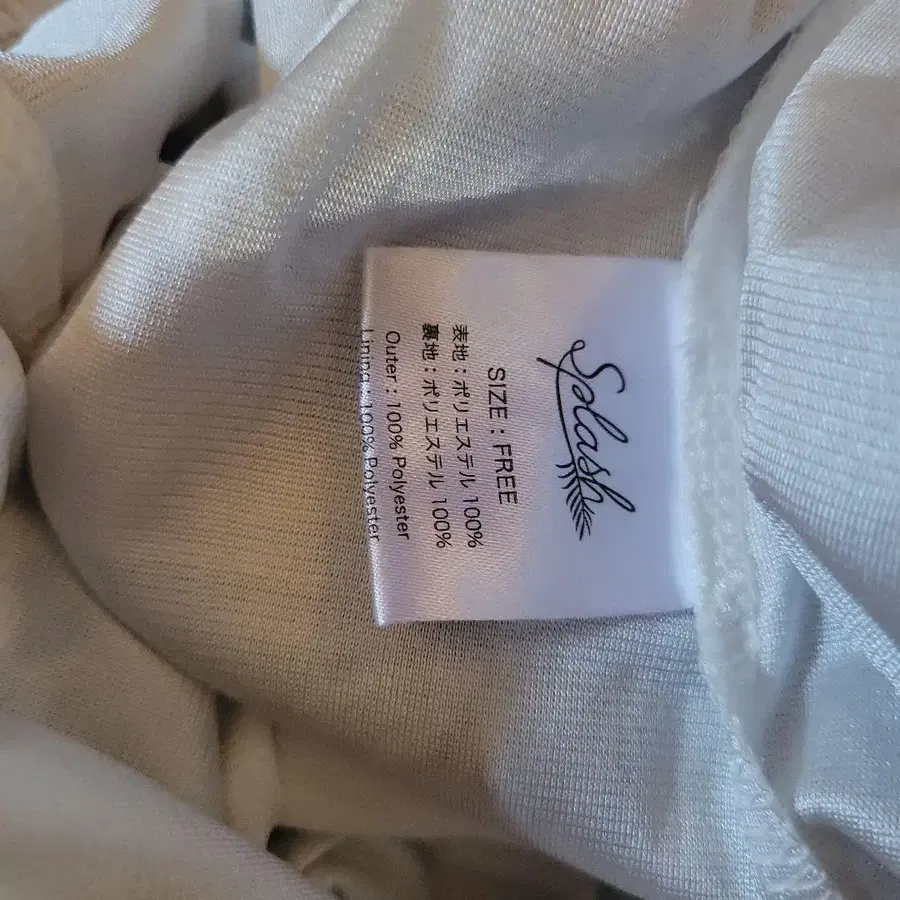 Splash
SIZE : FREE
表地 : ポリエステル 100%
裏地 : ポリエステル 100%
Outer : 100% Polyester
Lining : 100% Polyester